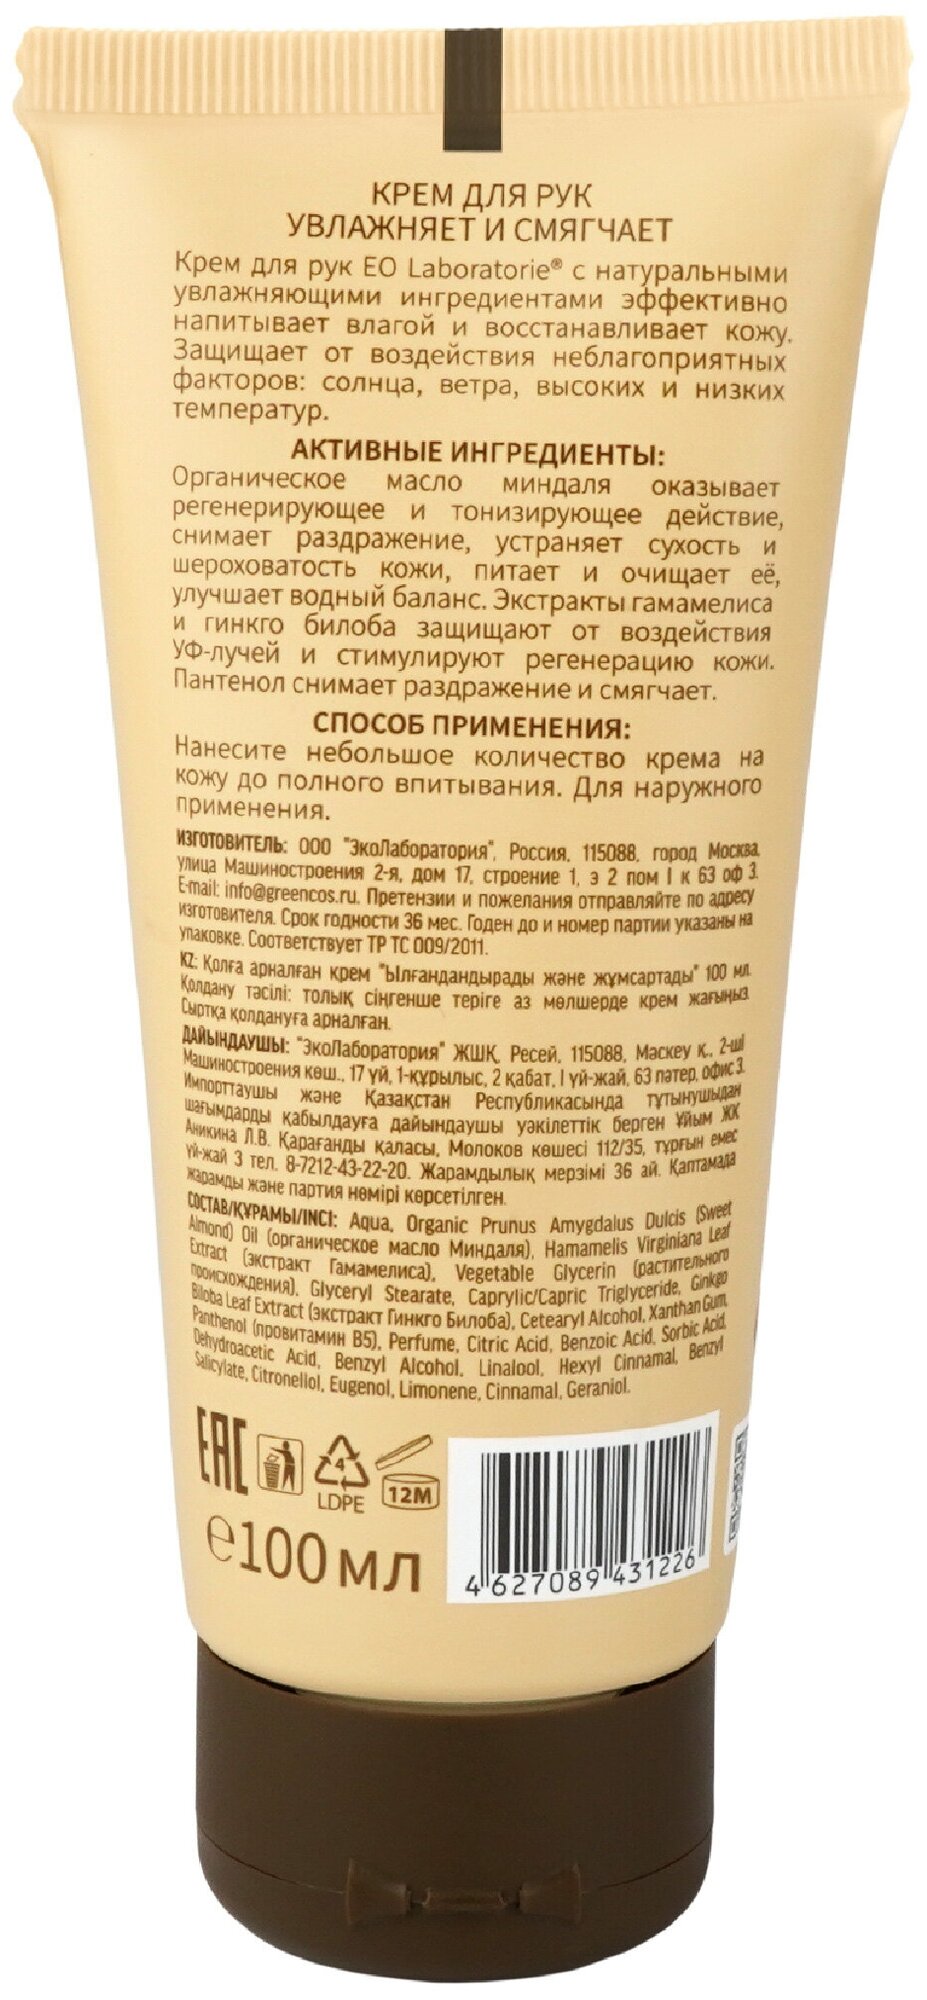 КРЕМ ДЛЯ РУК
УВЛАЖНЯЕТ И СМЯГЧАЕТ
Крем для рук EO Laboratorie® с натуральными
увлажняющими ингредиентами эффективно
напитывает влагой и восстанавливает кожу.
Защищает от воздействия неблагоприятных
факторов: солнца, ветра, высоких и низких
температур.
АКТИВНЫЕ ИНГРЕДИЕНТЫ:
Органическое масло миндаля оказывает
регенерирующее и тонизирующее действие,
снимает раздражение, устраняет сухость и
шероховатость кожи, питает и очищает её,
улучшает водный баланс. Экстракты гамамелиса
и гинкго билоба защищают от воздействия
УФ-лучей и стимулируют регенерацию кожи.
Пантенол снимает раздражение и смягчает.
СПОСОБ ПРИМЕНЕНИЯ:
Нанесите небольшое количество крема на
кожу до полного впитывания. Для наружного
применения.
ИЗГОТОВИТЕЛЬ: ООО "ЭкоЛаборатория", Россия, 115088, город Москва,
улица Машиностроения 2-я, дом 17, строение 1, э 2 пом I к 63 оф 3.
E-mail: info@greencos.ru. Претензии и пожелания отправляйте по адресу
изготовителя. Срок годности 36 мес. Годен до и номер партии указаны на
упаковке. Соответствует ТР ТС 009/2011.
KZ: Қолға арналған крем "Ылғандандырады және жұмсартады" 100 мл.
Қолдану тәсілі: толық сіңгенше теріге аз мөлшерде крем жағыңыз.
Сыртқа қолдануға арналған.
ДАЙЫНДАУШЫ: "ЭкоЛаборатория" ЖШҚ, Ресей, 115088, Мәскеу қ., 2-ші
Машиностроения көш., 17 үй, 1-құрылыс, 2 қабат, I үй-жай, 63 пәтер, офис 3.
Импорттаушы және Қазақстан Республикасында тұтынушыдан
шағымдарды қабылдауға дайындаушы уәкілеттік берген Ұйым ЖК
Аникина Л.В. Қарағанды қаласы, Молоков көшесі 112/35, тұрғын емес
үй-жай 3 тел. 8-7212-43-22-20. Жарамдылық мерзімі 36 ай. Қаптамада
жарамды және партия нөмірі көрсетілген.
СОСТАВ/ҚҰРАМЫ/INCI: Aqua, Organic Prunus Amygdalus Dulcis (Sweet
Almond) Oil (органическое масло Миндаля), Hamamelis Virginiana Leaf
Extract (экстракт Гамамелиса), Vegetable Glycerin (растительного
происхождения), Glyceryl Stearate, Caprylic/Capric Triglyceride, Ginkgo
Biloba Leaf Extract (экстракт Гинкго Билоба), Cetearyl Alcohol, Xanthan Gum,
Panthenol (провитамин B5), Perfume, Citric Acid, Benzoic Acid, Sorbic Acid,
Dehydroacetic Acid, Benzyl Alcohol, Linalool, Hexyl Cinnamal, Benzyl
Salicylate, Citronellol, Eugenol, Limonene, Cinnamal, Geraniol.
EAC
4
LDPE
12M
℮100 мл
4 627089 431226